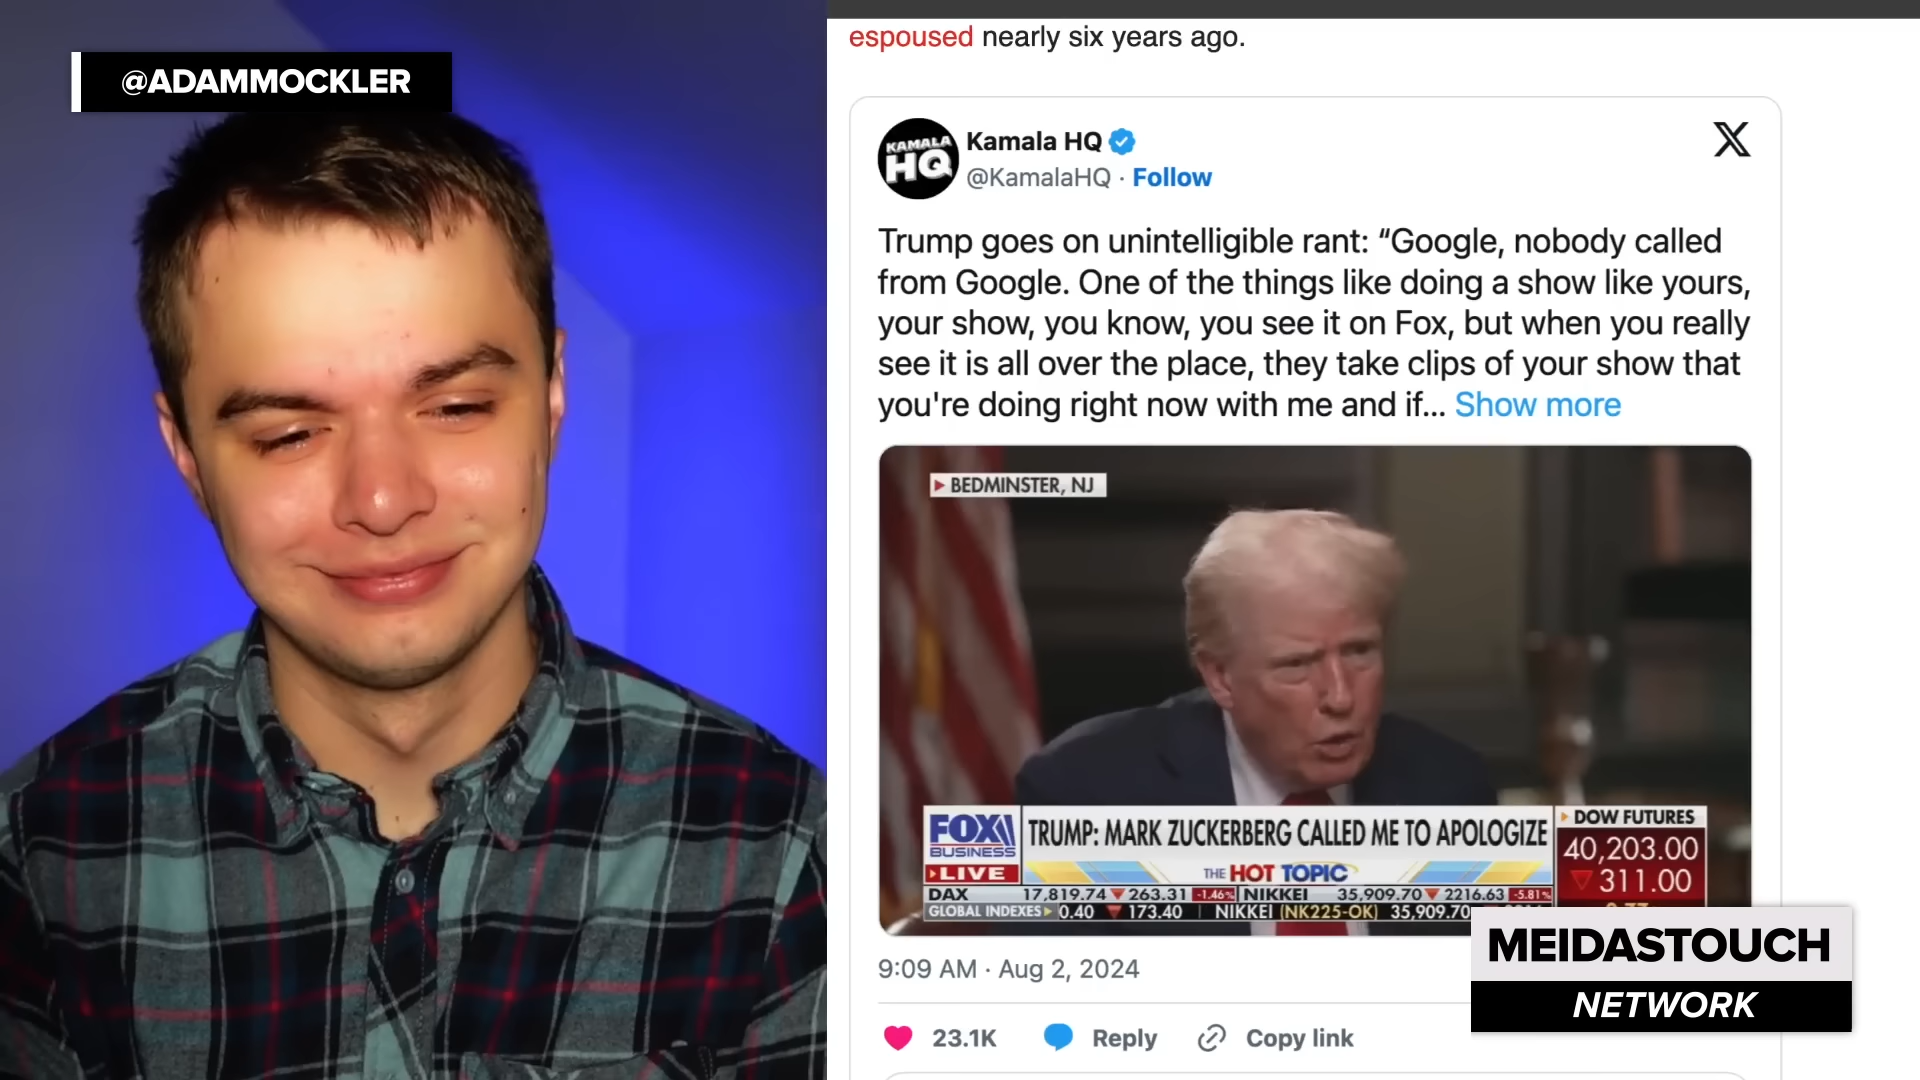 @ADAMMOCKLER
espoused nearly six years ago.
KAMALA
HQ
Kamala HQ
@KamalaHQ · Follow
Trump goes on unintelligible rant: “Google, nobody called
from Google. One of the things like doing a show like yours,
your show, you know, you see it on Fox, but when you really
see it is all over the place, they take clips of your show that
you're doing right now with me and if... Show more
BEDMINSTER, NJ
FOX
BUSINESS
LIVE
TRUMP: MARK ZUCKERBERG CALLED ME TO APOLOGIZE
THE HOT TOPIC
DOW FUTURES
40,203.00
311.00
DAX 17,819.74 263.31 -1.46% NIKKEI 35,909.70 2216.63 -5.81%
GLOBAL INDEXES 0.40 173.40 NIKKEI (NK225-OK) 35,909.70
9:09 AM · Aug 2, 2024
23.1K Reply Copy link
MEIDASTOUCH
NETWORK